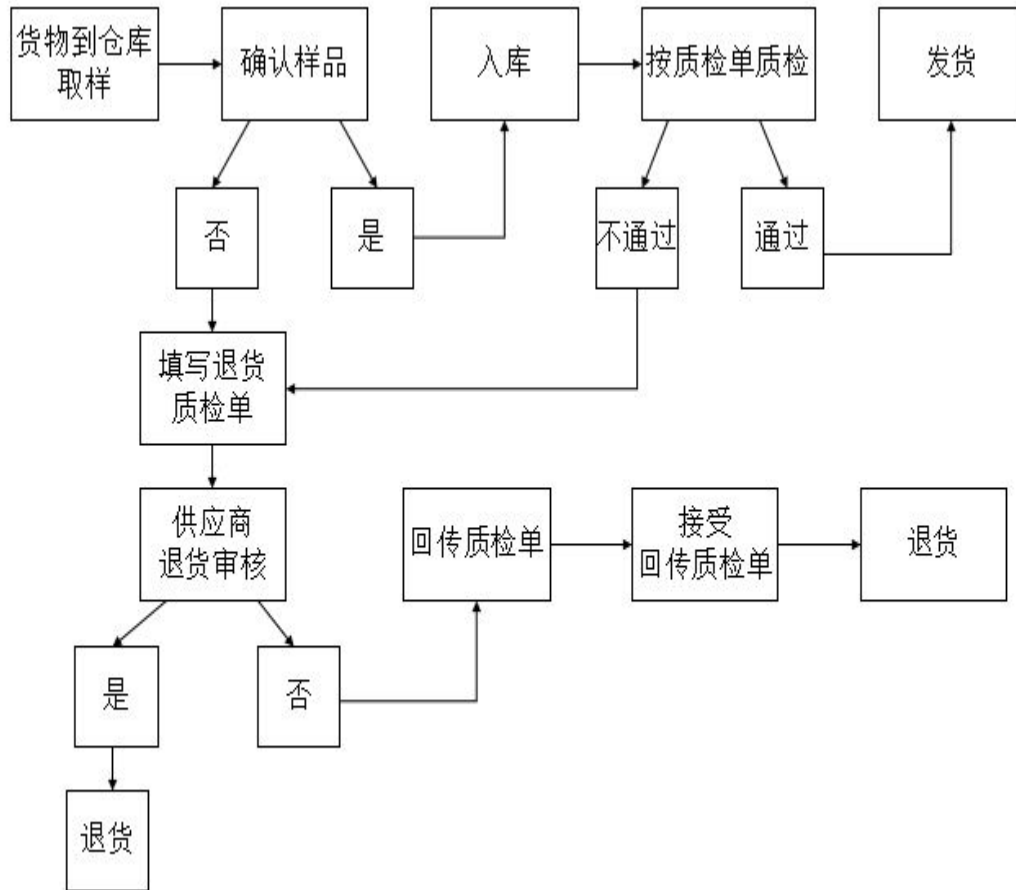 货物到仓库
取样
确认样品
入库
按质检单质检
发货
否
是
不通过
通过
填写退货
质检单
供应商
退货审核
回传质检单
接受
回传质检单
退货
是
否
退货